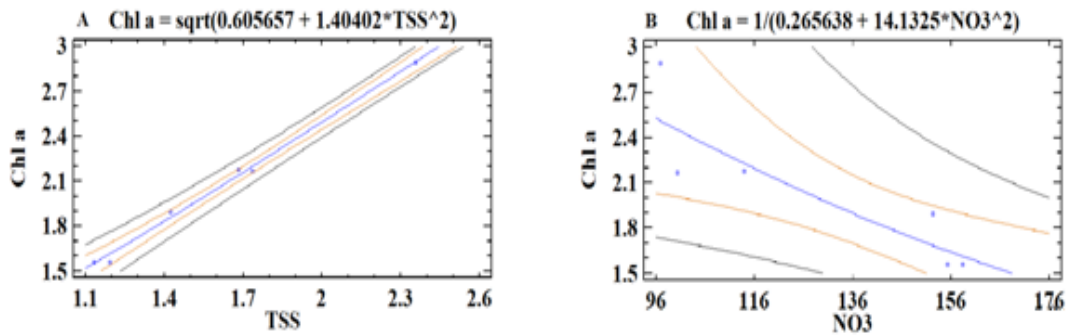 A Chl a = sqrt(0.605657 + 1.40402*TSS^2)
3
2.7
2.4
2.1
1.8
1.5
Chl a
1.1 1.4 1.7 2 2.3 2.6
TSS
B Chl a = 1/(0.265638 + 14.1325*NO3^2)
3
2.7
2.4
2.1
1.8
1.5
Chl a
96 116 136 156 17.6
NO3